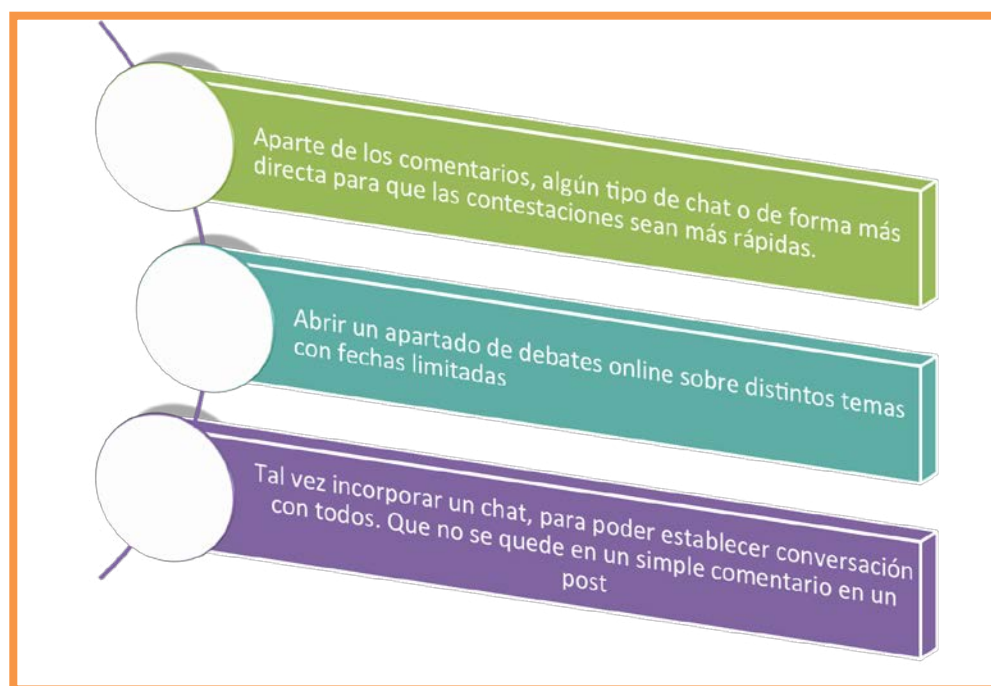 Aparte de los comentarios, algún tipo de chat o de forma más
directa para que las contestaciones sean más rápidas.
Abrir un apartado de debates online sobre distintos temas
con fechas limitadas
Tal vez incorporar un chat, para poder establecer conversación
con todos. Que no se quede en un simple comentario en un
post